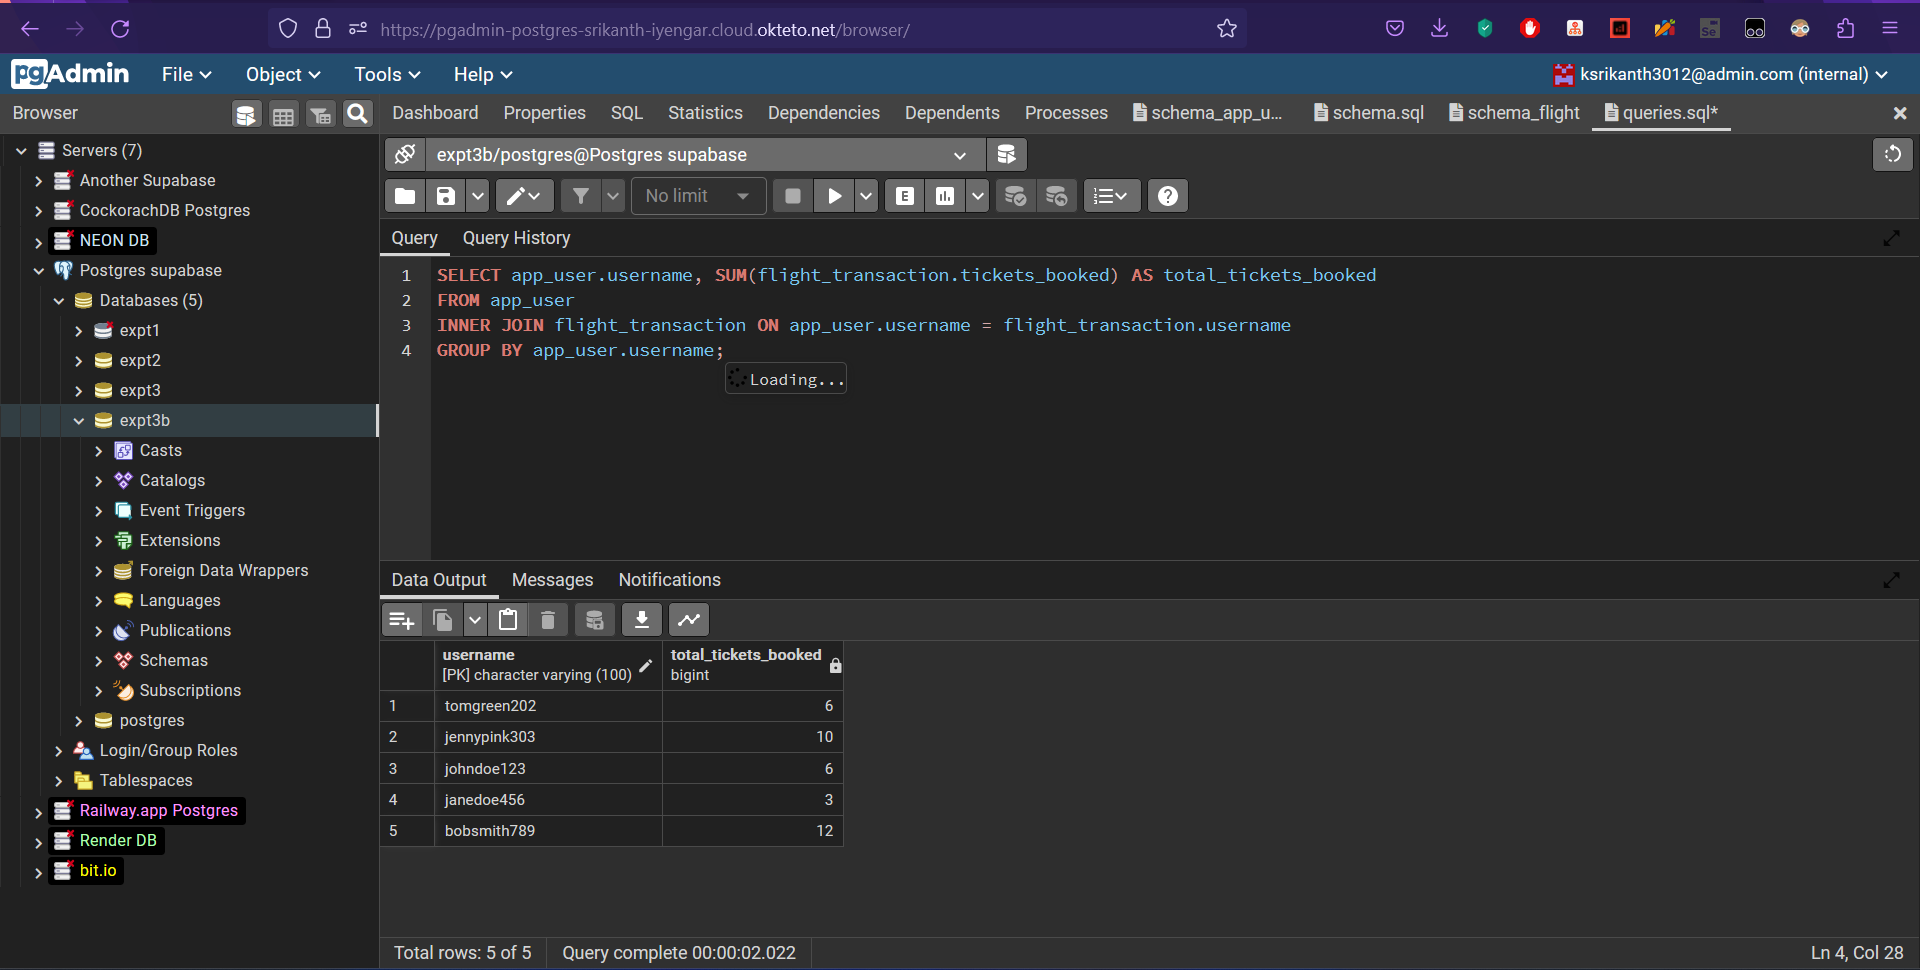 https://pgadmin-postgres-srikanth-iyengar.cloud.okteto.net/browser/
pgAdmin File Object Tools Help ksrikanth3012@admin.com (internal)
Browser
Dashboard Properties SQL Statistics Dependencies Dependents Processes schema_app_u... schema.sql schema_flight queries.sql*
Servers (7)
Another Supabase
CockorachDB Postgres
NEON DB
Postgres supabase
Databases (5)
expt1
expt2
expt3
expt3b
Casts
Catalogs
Event Triggers
Extensions
Foreign Data Wrappers
Languages
Publications
Schemas
Subscriptions
postgres
Login/Group Roles
Tablespaces
Railway.app Postgres
Render DB
bit.io
expt3b/postgres@Postgres supabase
No limit
E
Query Query History
1 SELECT app_user.username, SUM(flight_transaction.tickets_booked) AS total_tickets_booked
2 FROM app_user
3 INNER JOIN flight_transaction ON app_user.username = flight_transaction.username
4 GROUP BY app_user.username;
Loading...
Data Output Messages Notifications
username total_tickets_booked
[PK] character varying (100) bigint
1 tomgreen202 6
2 jennypink303 10
3 johndoe123 6
4 janedoe456 3
5 bobsmith789 12
Total rows: 5 of 5 Query complete 00:00:02.022 Ln 4, Col 28